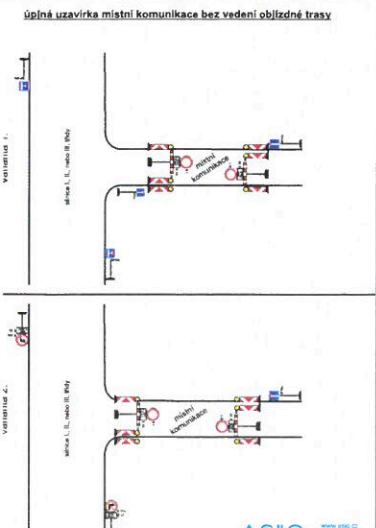 úplná uzavírka místní komunikace bez vedení objízdné trasy
varianta 1.
silnice I., II., nebo III. třídy
místní
komunikace
varianta 2.
silnice I., II., nebo III. třídy
místní
komunikace